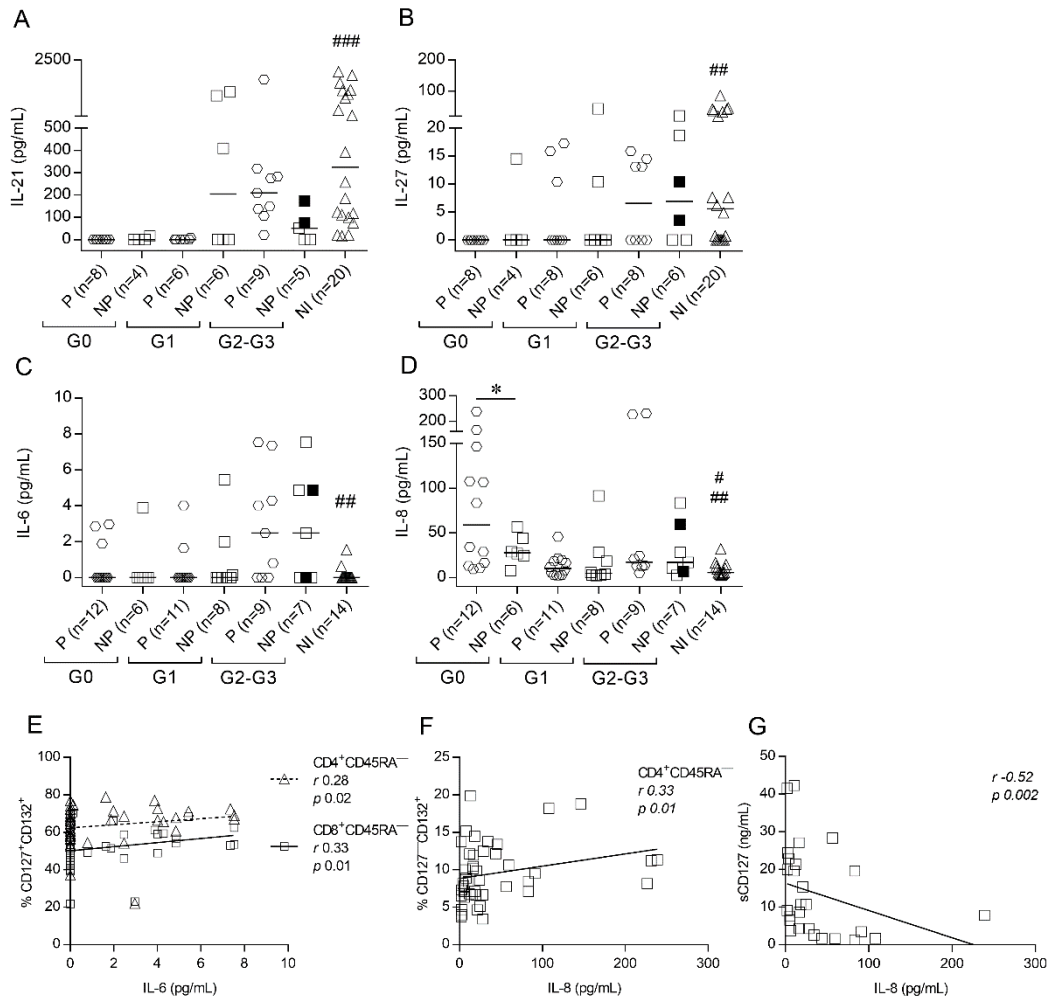 A
###
2500
500
400
300
200
100
0
IL-21 (pg/mL)
P (n=8)
NP (n=4)
P (n=6)
NP (n=6)
P (n=9)
NP (n=5)
NI (n=20)
G0
G1
G2-G3
B
##
200
100
20
15
10
5
0
IL-27 (pg/mL)
P (n=8)
NP (n=4)
P (n=8)
NP (n=6)
P (n=8)
NP (n=6)
NI (n=20)
G0
G1
G2-G3
C
10
8
6
4
2
0
IL-6 (pg/mL)
##
P (n=12)
NP (n=6)
P (n=11)
NP (n=8)
P (n=9)
NP (n=7)
NI (n=14)
G0
G1
G2-G3
D
*
300
200
150
100
50
0
IL-8 (pg/mL)
#
##
P (n=12)
NP (n=6)
P (n=11)
NP (n=8)
P (n=9)
NP (n=7)
NI (n=14)
G0
G1
G2-G3
E
100
80
60
40
20
0
% CD127⁺CD132⁺
0 2 4 6 8 10
IL-6 (pg/mL)
CD4⁺CD45RA⁻
r 0.28
p 0.02
CD8⁺CD45RA⁻
r 0.33
p 0.01
F
25
20
15
10
5
0
% CD127⁻CD132⁺
0 100 200 300
IL-8 (pg/mL)
CD4⁺CD45RA⁻
r 0.33
p 0.01
G
50
40
30
20
10
0
sCD127 (ng/mL)
0 100 200 300
IL-8 (pg/mL)
r -0.52
p 0.002